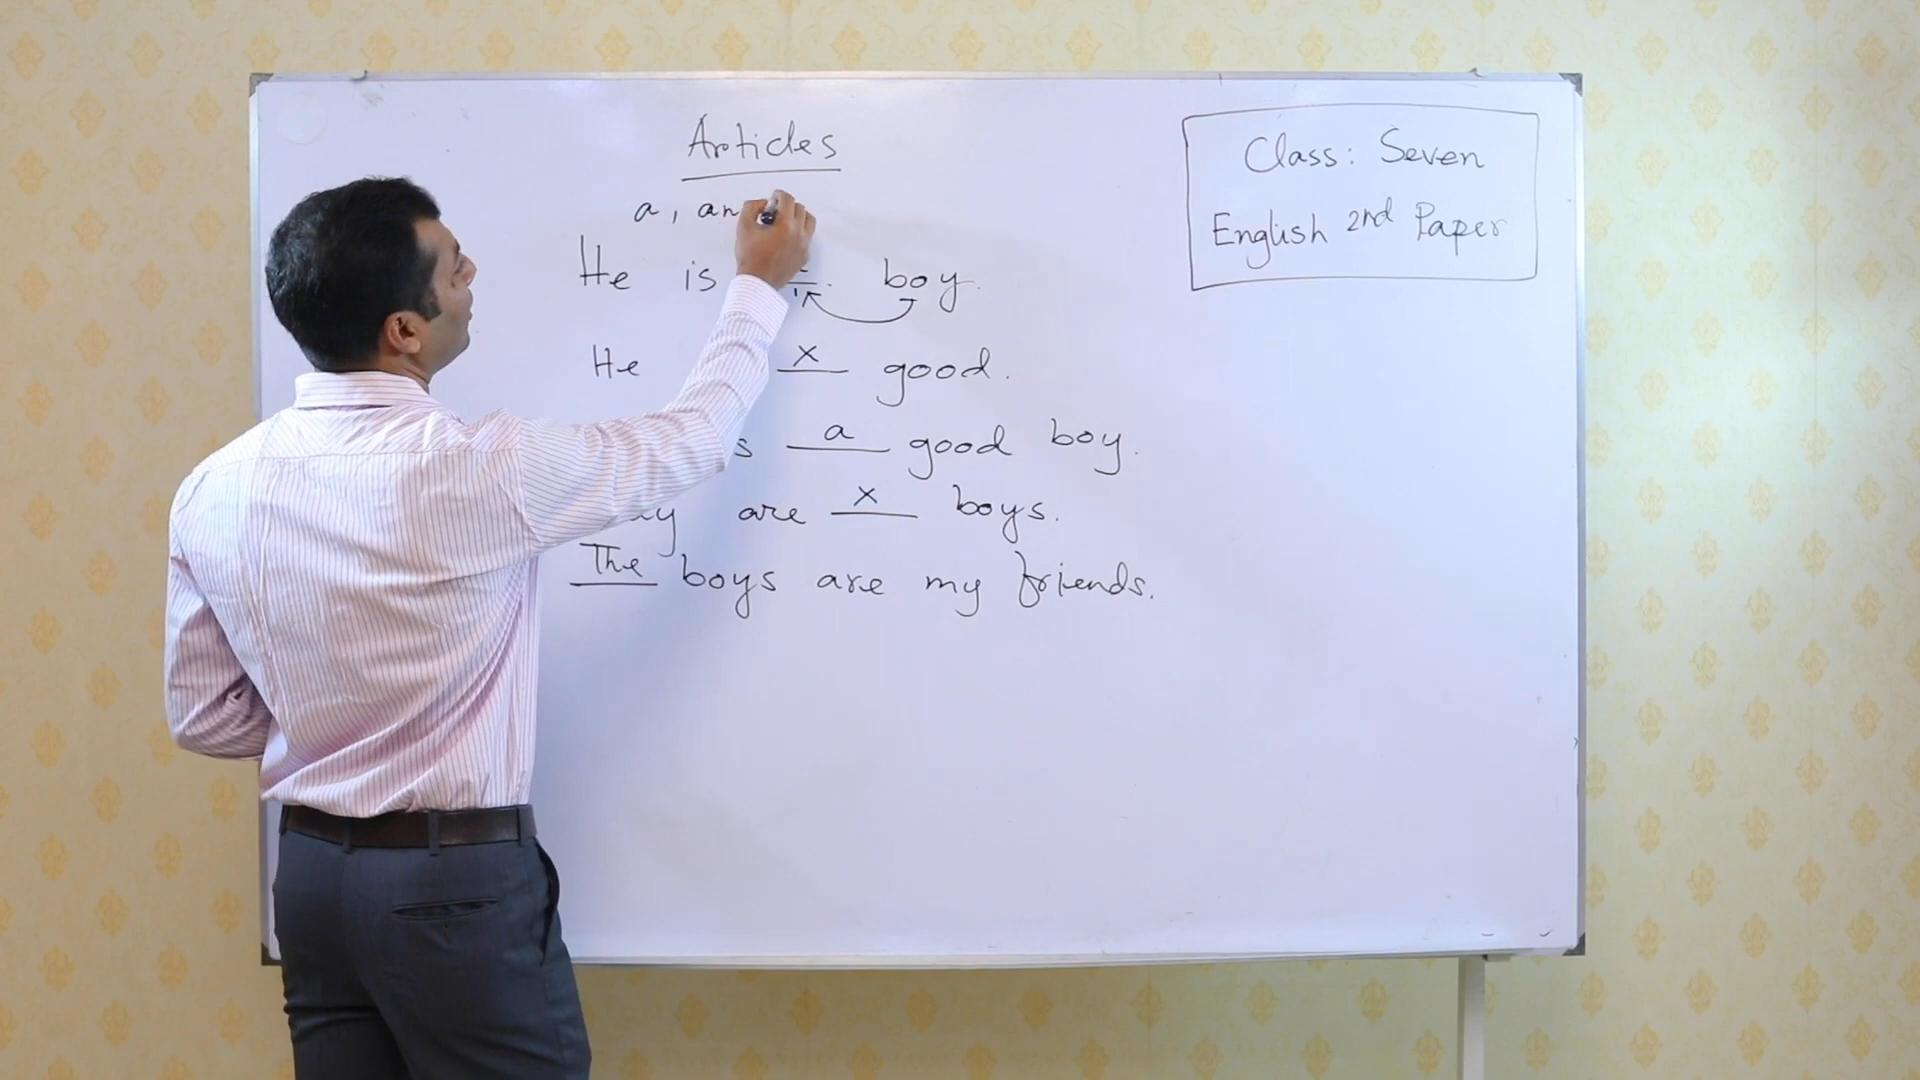 Articles
a, an
He is boy.
He x good.
a good boy.
are x boys.
The boys are my friends.
Class: Seven
English 2nd Paper